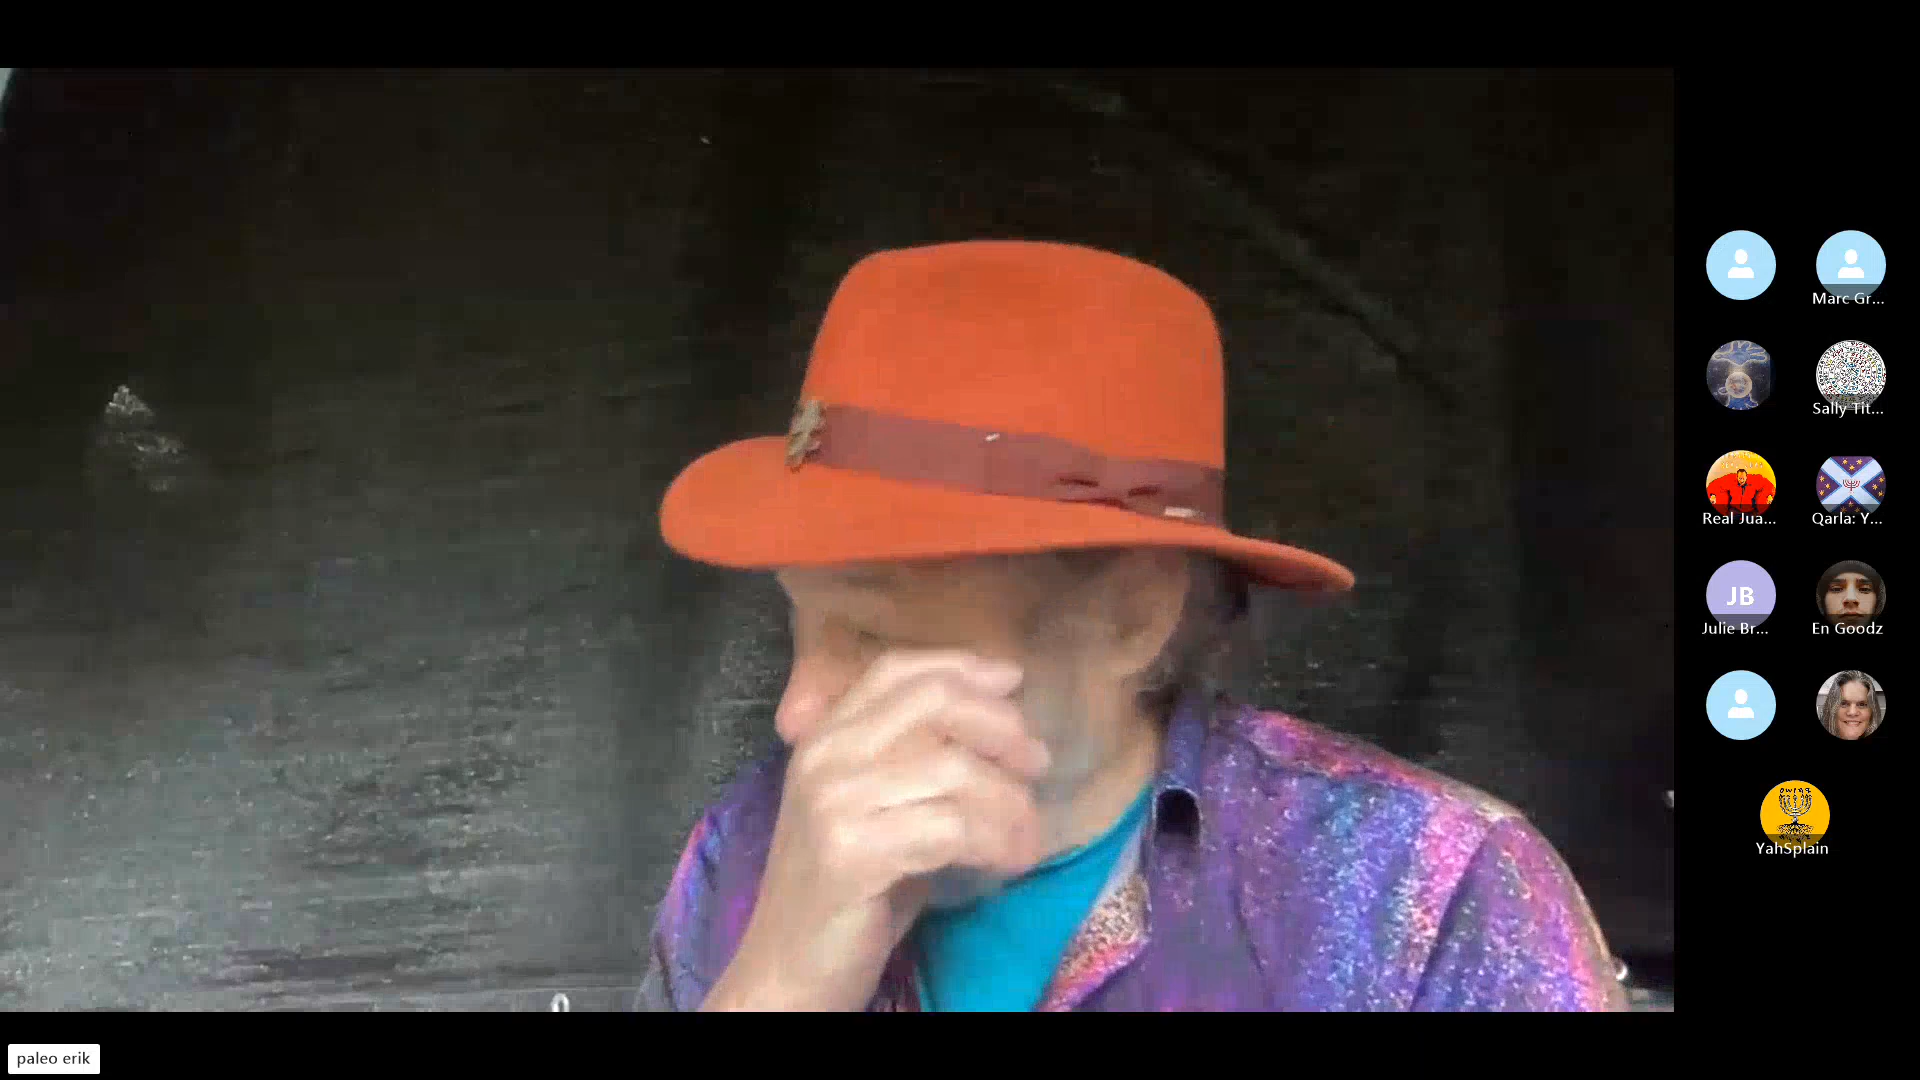 Marc Gr...
Sally Tit...
Real Jua...
Qarla: Y...
JB
Julie Br...
En Goodz
YahSplain
paleo erik